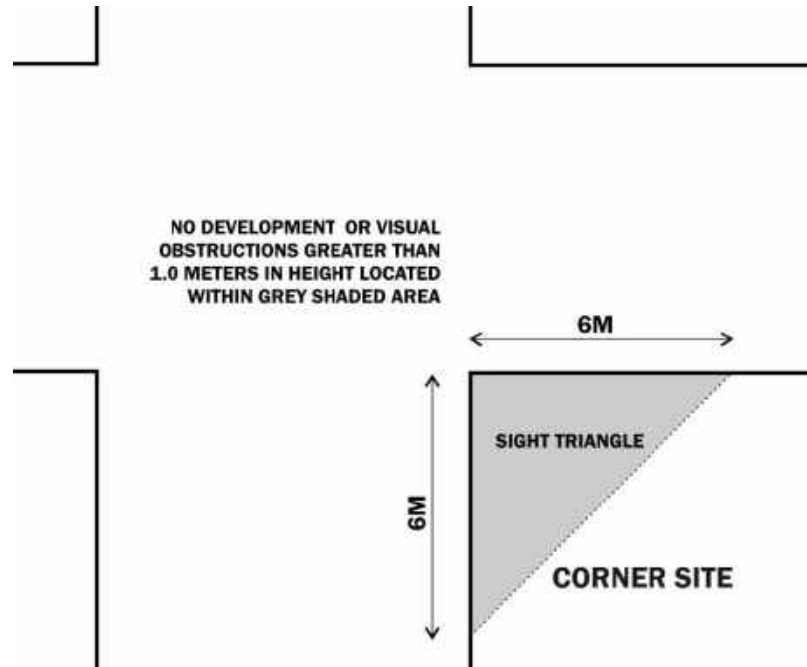 NO DEVELOPMENT OR VISUAL
OBSTRUCTIONS GREATER THAN
1.0 METERS IN HEIGHT LOCATED
WITHIN GREY SHADED AREA
6M
SIGHT TRIANGLE
6M
CORNER SITE